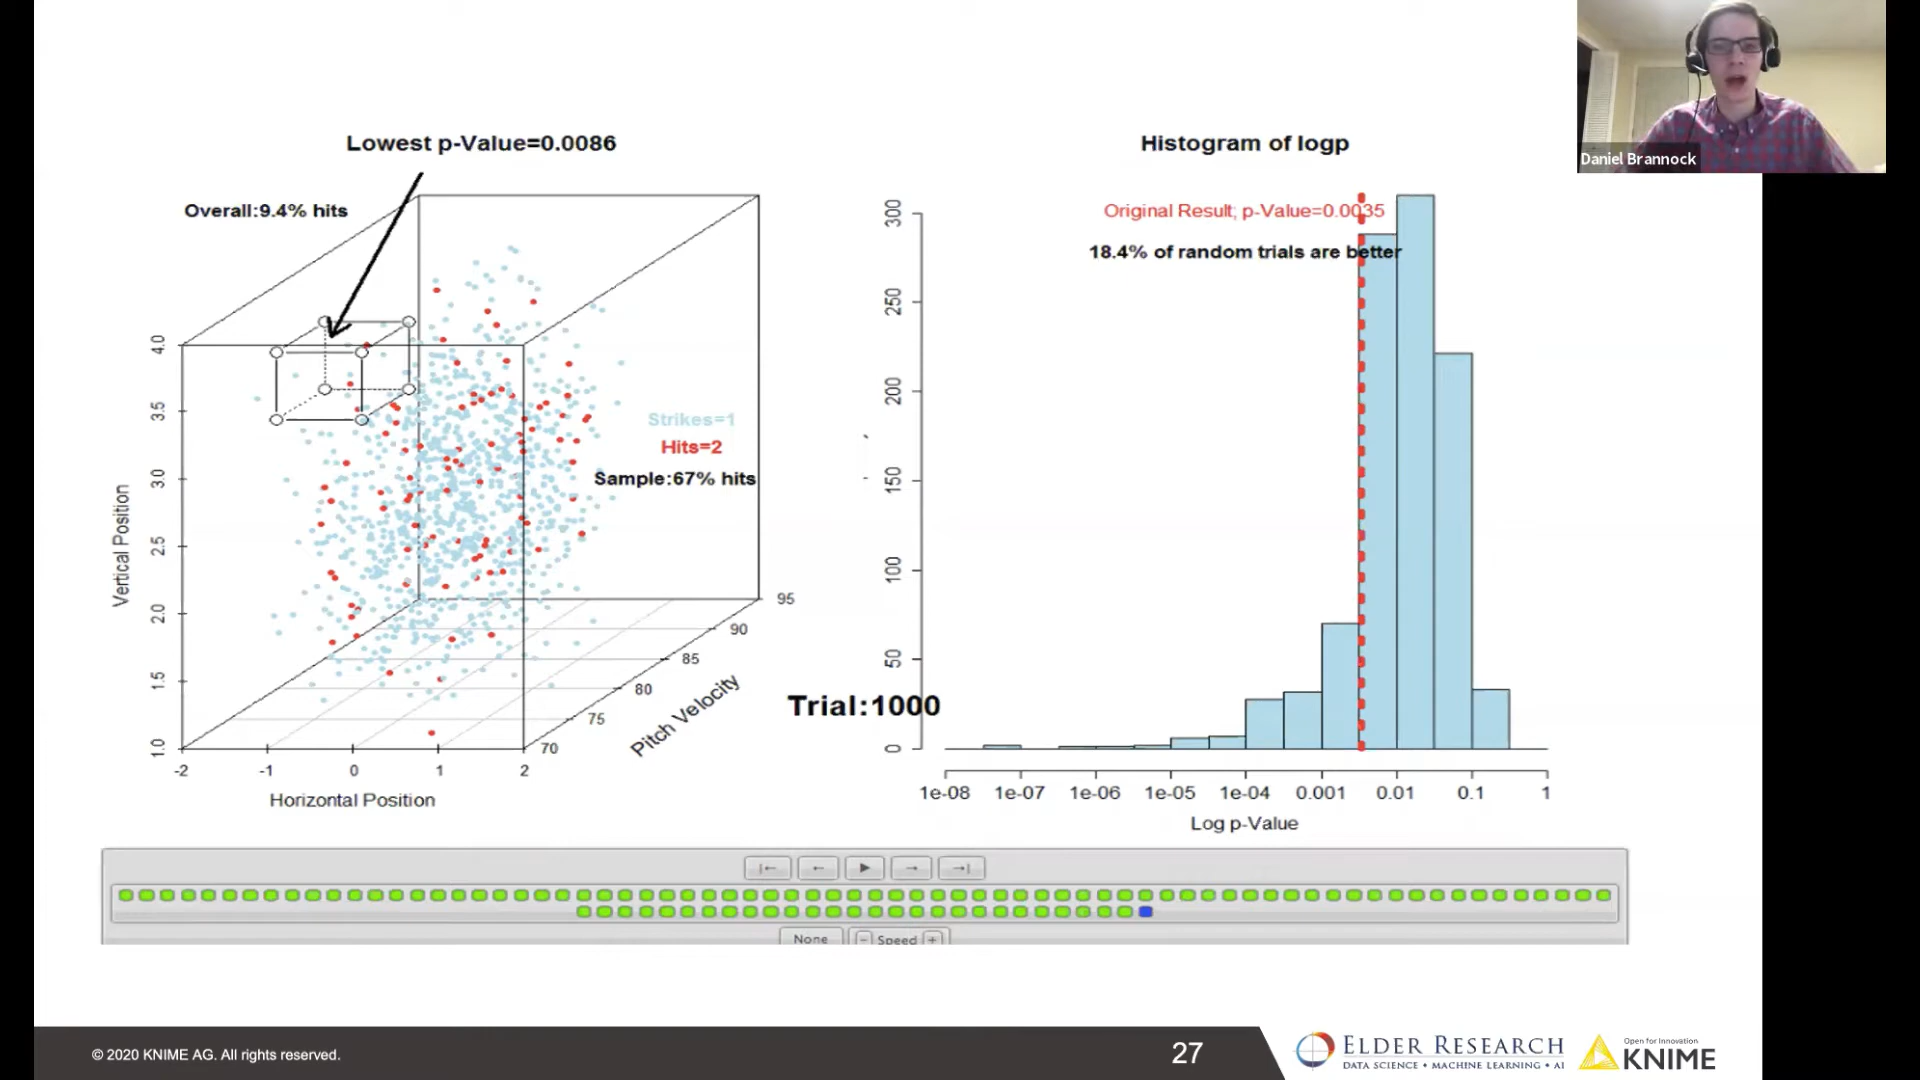 Daniel Brannock
Lowest p-Value=0.0086
Overall:9.4% hits
Strikes=1
Hits=2
Sample:67% hits
Vertical Position
4.0
3.5
3.0
2.5
2.0
1.5
1.0
-2
-1
0
1
2
Horizontal Position
70
75
80
85
90
95
Pitch Velocity
Trial:1000
Histogram of logp
Original Result; p-Value=0.0035
18.4% of random trials are better
300
250
200
150
100
50
0
1e-08
1e-07
1e-06
1e-05
1e-04
0.001
0.01
0.1
1
Log p-Value
None
− Speed +
© 2020 KNIME AG. All rights reserved.
27
ELDER RESEARCH
DATA SCIENCE • MACHINE LEARNING • AI
Open for Innovation
KNIME